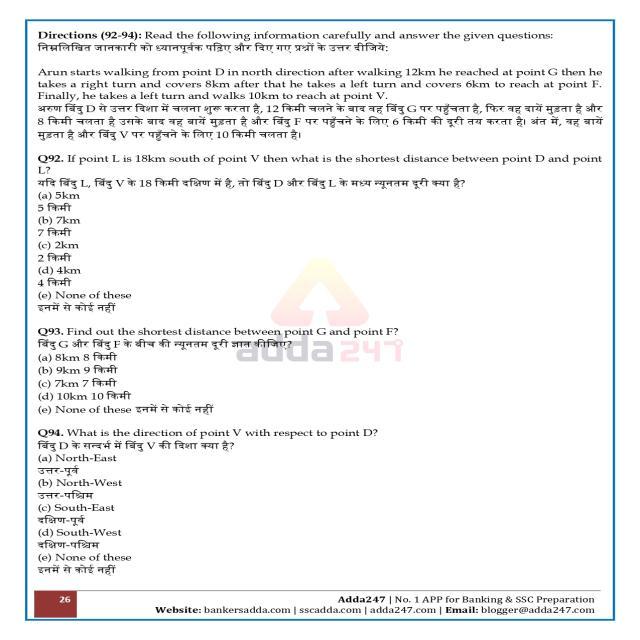 Directions (92-94): Read the following information carefully and answer the given questions:
निम्नलिखित जानकारी को ध्यानपूर्वक पढ़िए और दिए गए प्रश्नों के उत्तर दीजिये:
Arun starts walking from point D in north direction after walking 12km he reached at point G then he
takes a right turn and covers 8km after that he takes a left turn and covers 6km to reach at point F.
Finally, he takes a left turn and walks 10km to reach at point V.
अरुण बिंदु D से उत्तर दिशा में चलना शुरू करता है, 12 किमी चलने के बाद वह बिंदु G पर पहुँचता है, फिर वह दायें मुड़ता है और
8 किमी चलता है उसके बाद वह बायें मुड़ता है और बिंदु F पर पहुँचने के लिए 6 किमी की दूरी तय करता है। अंत में, वह बायें
मुड़ता है और बिंदु V पर पहुँचने के लिए 10 किमी चलता है।
Q92. If point L is 18km south of point V then what is the shortest distance between point D and point
L?
यदि बिंदु L, बिंदु V के 18 किमी दक्षिण में है, तो बिंदु D और बिंदु L के मध्य न्यूनतम दूरी क्या है?
(a) 5km
5 किमी
(b) 7km
7 किमी
(c) 2km
2 किमी
(d) 4km
4 किमी
(e) None of these
इनमें से कोई नहीं
Q93. Find out the shortest distance between point G and point F?
बिंदु G और बिंदु F के बीच की न्यूनतम दूरी ज्ञात कीजिए?
adda247
(a) 8km 8 किमी
(b) 9km 9 किमी
(c) 7km 7 किमी
(d) 10km 10 किमी
(e) None of these इनमें से कोई नहीं
Q94. What is the direction of point V with respect to point D?
बिंदु D के सन्दर्भ में बिंदु V की दिशा क्या है?
(a) North-East
उत्तर-पूर्व
(b) North-West
उत्तर-पश्चिम
(c) South-East
दक्षिण-पूर्व
(d) South-West
दक्षिण-पश्चिम
(e) None of these
इनमें से कोई नहीं
26 Adda247 | No. 1 APP for Banking & SSC Preparation
Website: bankersadda.com | sscadda.com | adda247.com | Email: blogger@adda247.com